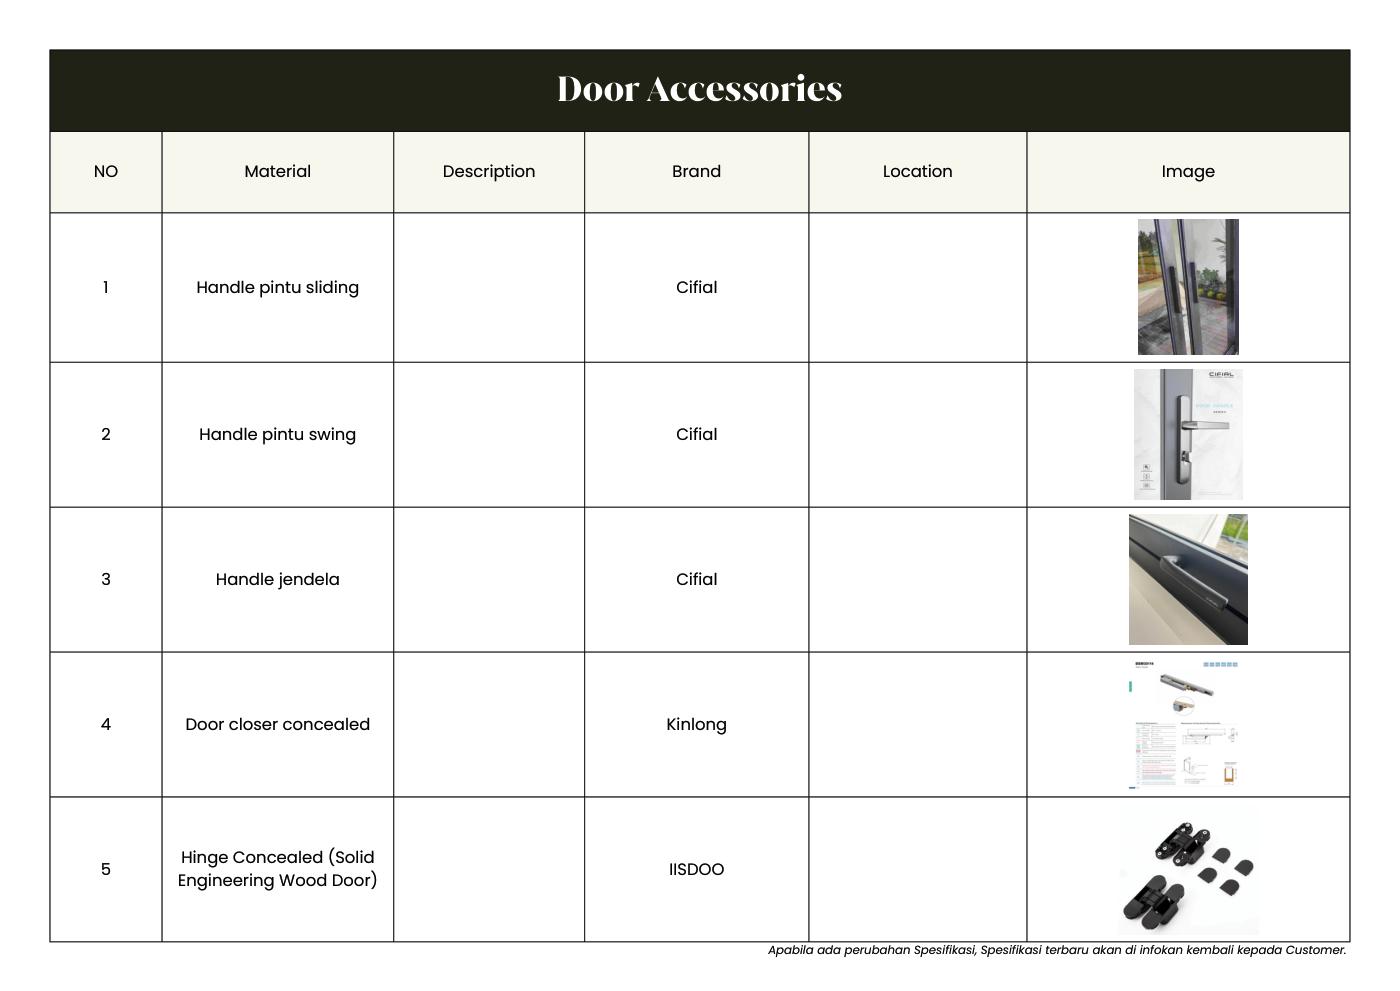 Door Accessories
NO Material Description Brand Location Image
1 Handle pintu sliding Cifial
2 Handle pintu swing Cifial
CIFIAL
3 Handle jendela Cifial
4 Door closer concealed Kinlong
5 Hinge Concealed (Solid
Engineering Wood Door) IISDOO
Apabila ada perubahan Spesifikasi, Spesifikasi terbaru akan di infokan kembali kepada Customer.